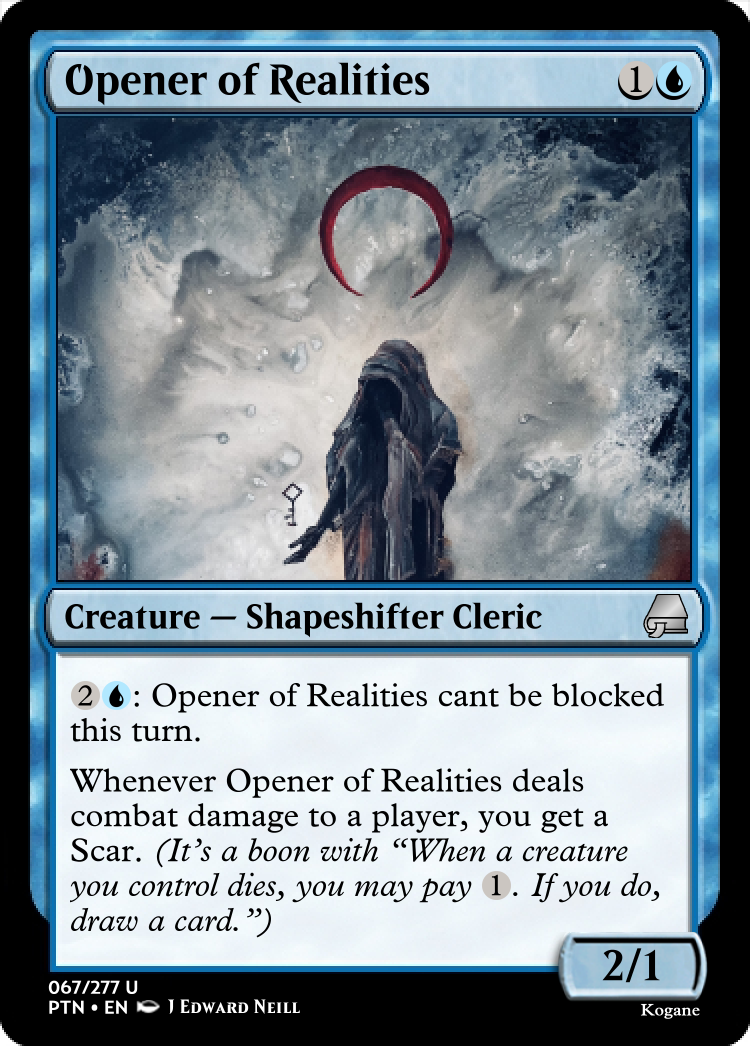 Opener of Realities 1
Creature — Shapeshifter Cleric
2: Opener of Realities cant be blocked
this turn.
Whenever Opener of Realities deals
combat damage to a player, you get a
Scar. (It's a boon with “When a creature
you control dies, you may pay 1. If you do,
draw a card.”)
2/1
067/277 U
PTN • EN J EDWARD NEILL
Kogane